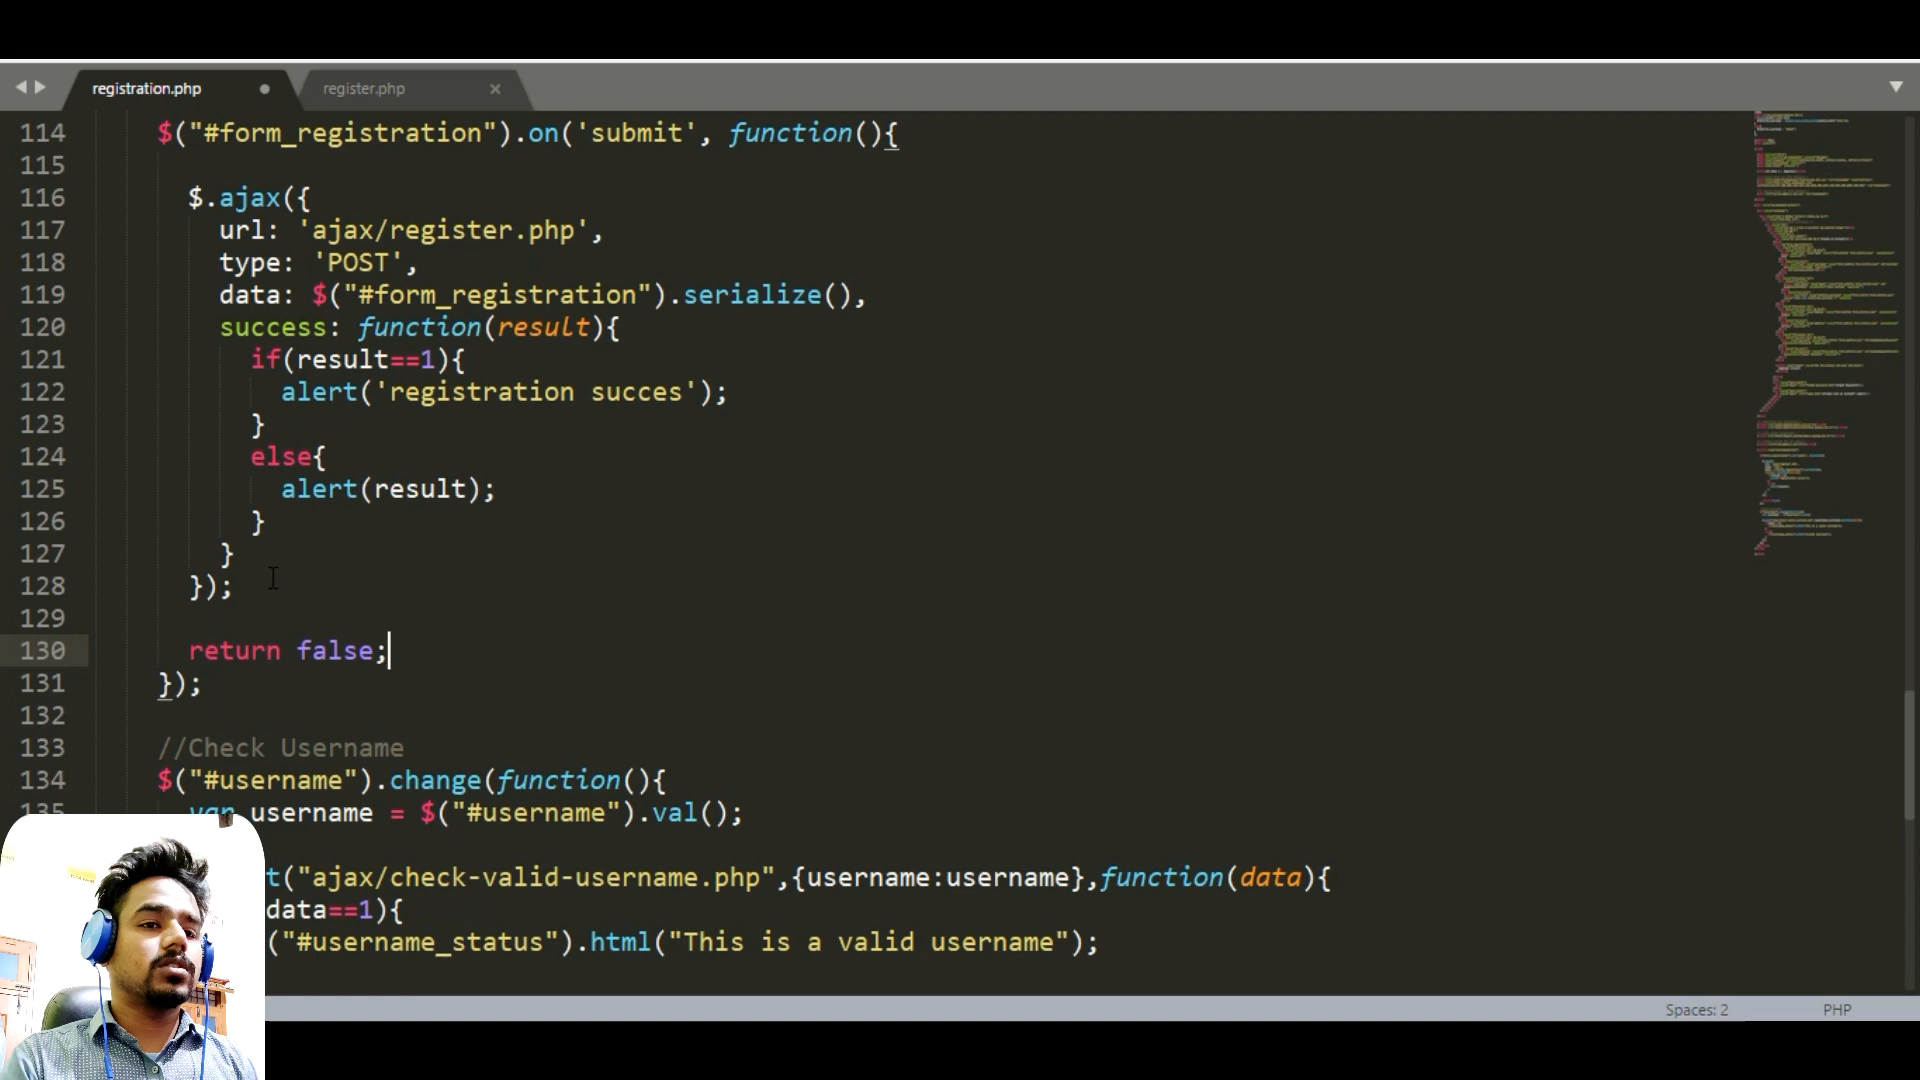 registration.php
register.php
114 $("#form_registration").on('submit', function(){
115
116 $.ajax({
117 url: 'ajax/register.php',
118 type: 'POST',
119 data: $("#form_registration").serialize(),
120 success: function(result){
121 if(result==1){
122 alert('registration succes');
123 }
124 else{
125 alert(result);
126 }
127 }
128 });
129
130 return false;
131 });
132
133 //Check Username
134 $("#username").change(function(){
135 var username = $("#username").val();
t("ajax/check-valid-username.php",{username:username},function(data){
data==1){
("#username_status").html("This is a valid username");
Spaces: 2
PHP